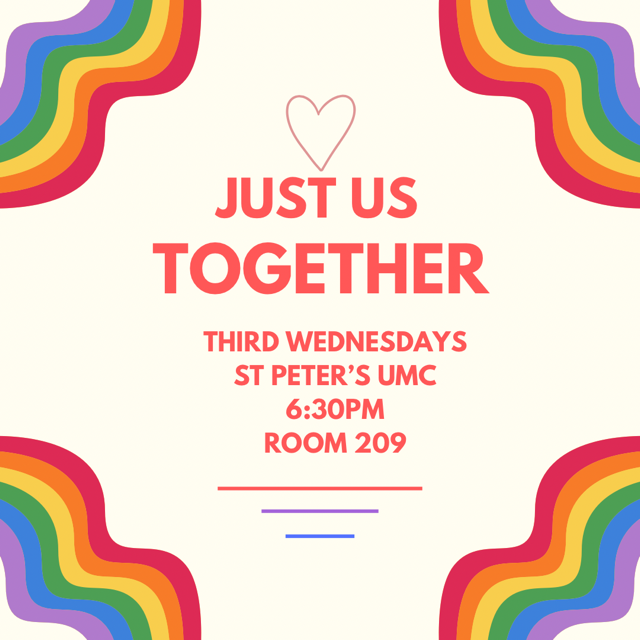 JUST US
TOGETHER
THIRD WEDNESDAYS
ST PETER’S UMC
6:30PM
ROOM 209